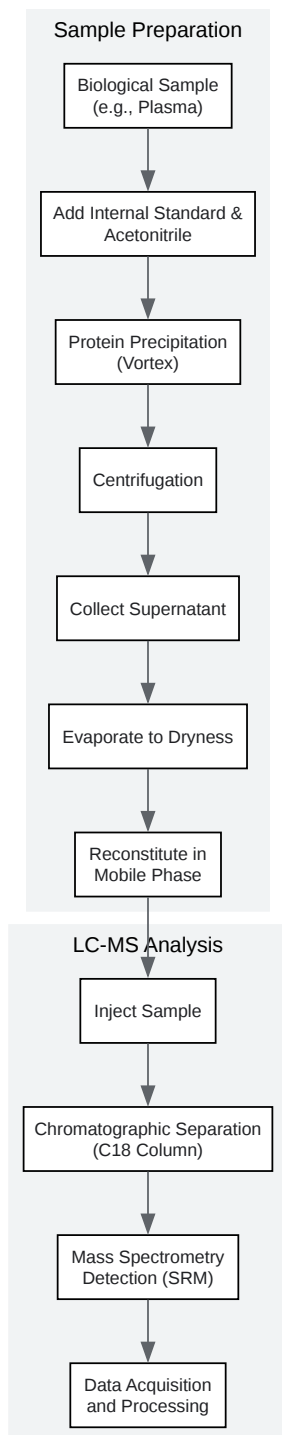 Sample Preparation
Biological Sample
(e.g., Plasma)
Add Internal Standard &
Acetonitrile
Protein Precipitation
(Vortex)
Centrifugation
Collect Supernatant
Evaporate to Dryness
Reconstitute in
Mobile Phase
LC-MS Analysis
Inject Sample
Chromatographic Separation
(C18 Column)
Mass Spectrometry
Detection (SRM)
Data Acquisition
and Processing